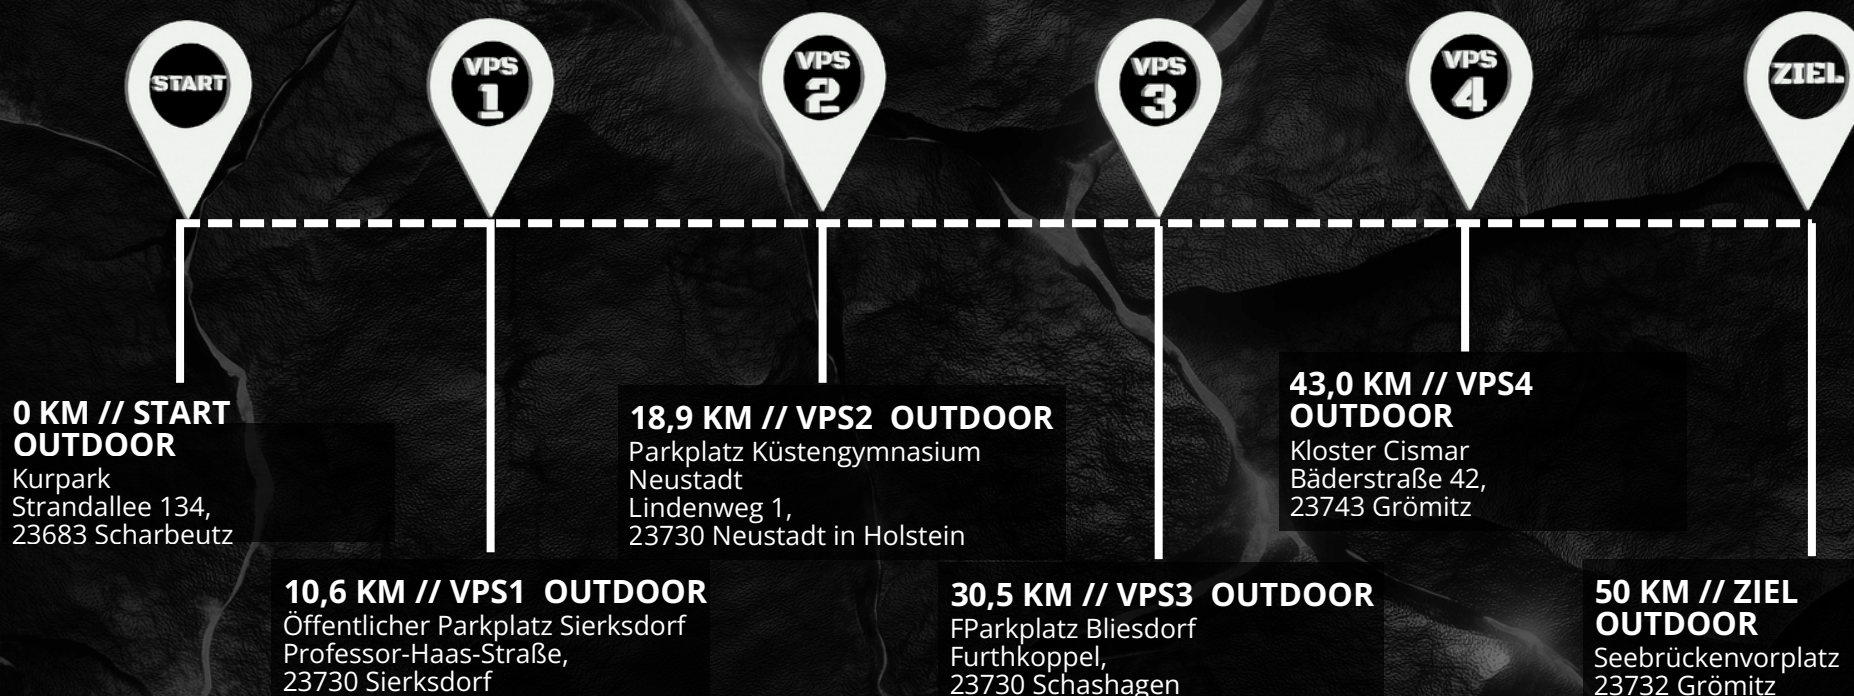 START
VPS
1
VPS
2
VPS
3
VPS
4
ZIEL
0 KM // START
OUTDOOR
Kurpark
Strandallee 134,
23683 Scharbeutz
10,6 KM // VPS1 OUTDOOR
Öffentlicher Parkplatz Sierksdorf
Professor-Haas-Straße,
23730 Sierksdorf
18,9 KM // VPS2 OUTDOOR
Parkplatz Küstengymnasium
Neustadt
Lindenweg 1,
23730 Neustadt in Holstein
30,5 KM // VPS3 OUTDOOR
FParkplatz Bliesdorf
Furthkoppel,
23730 Schashagen
43,0 KM // VPS4
OUTDOOR
Kloster Cismar
Bäderstraße 42,
23743 Grömitz
50 KM // ZIEL
OUTDOOR
Seebrückenvorplatz
23732 Grömitz